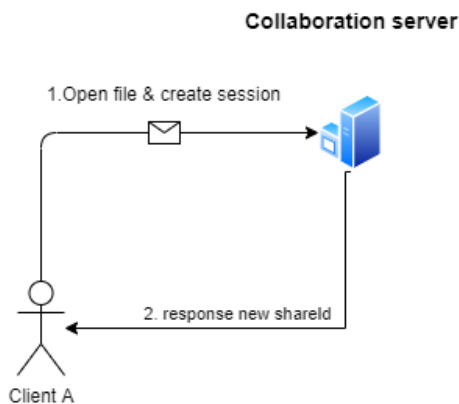 Collaboration server
1.Open file & create session
2. response new shareId
Client A